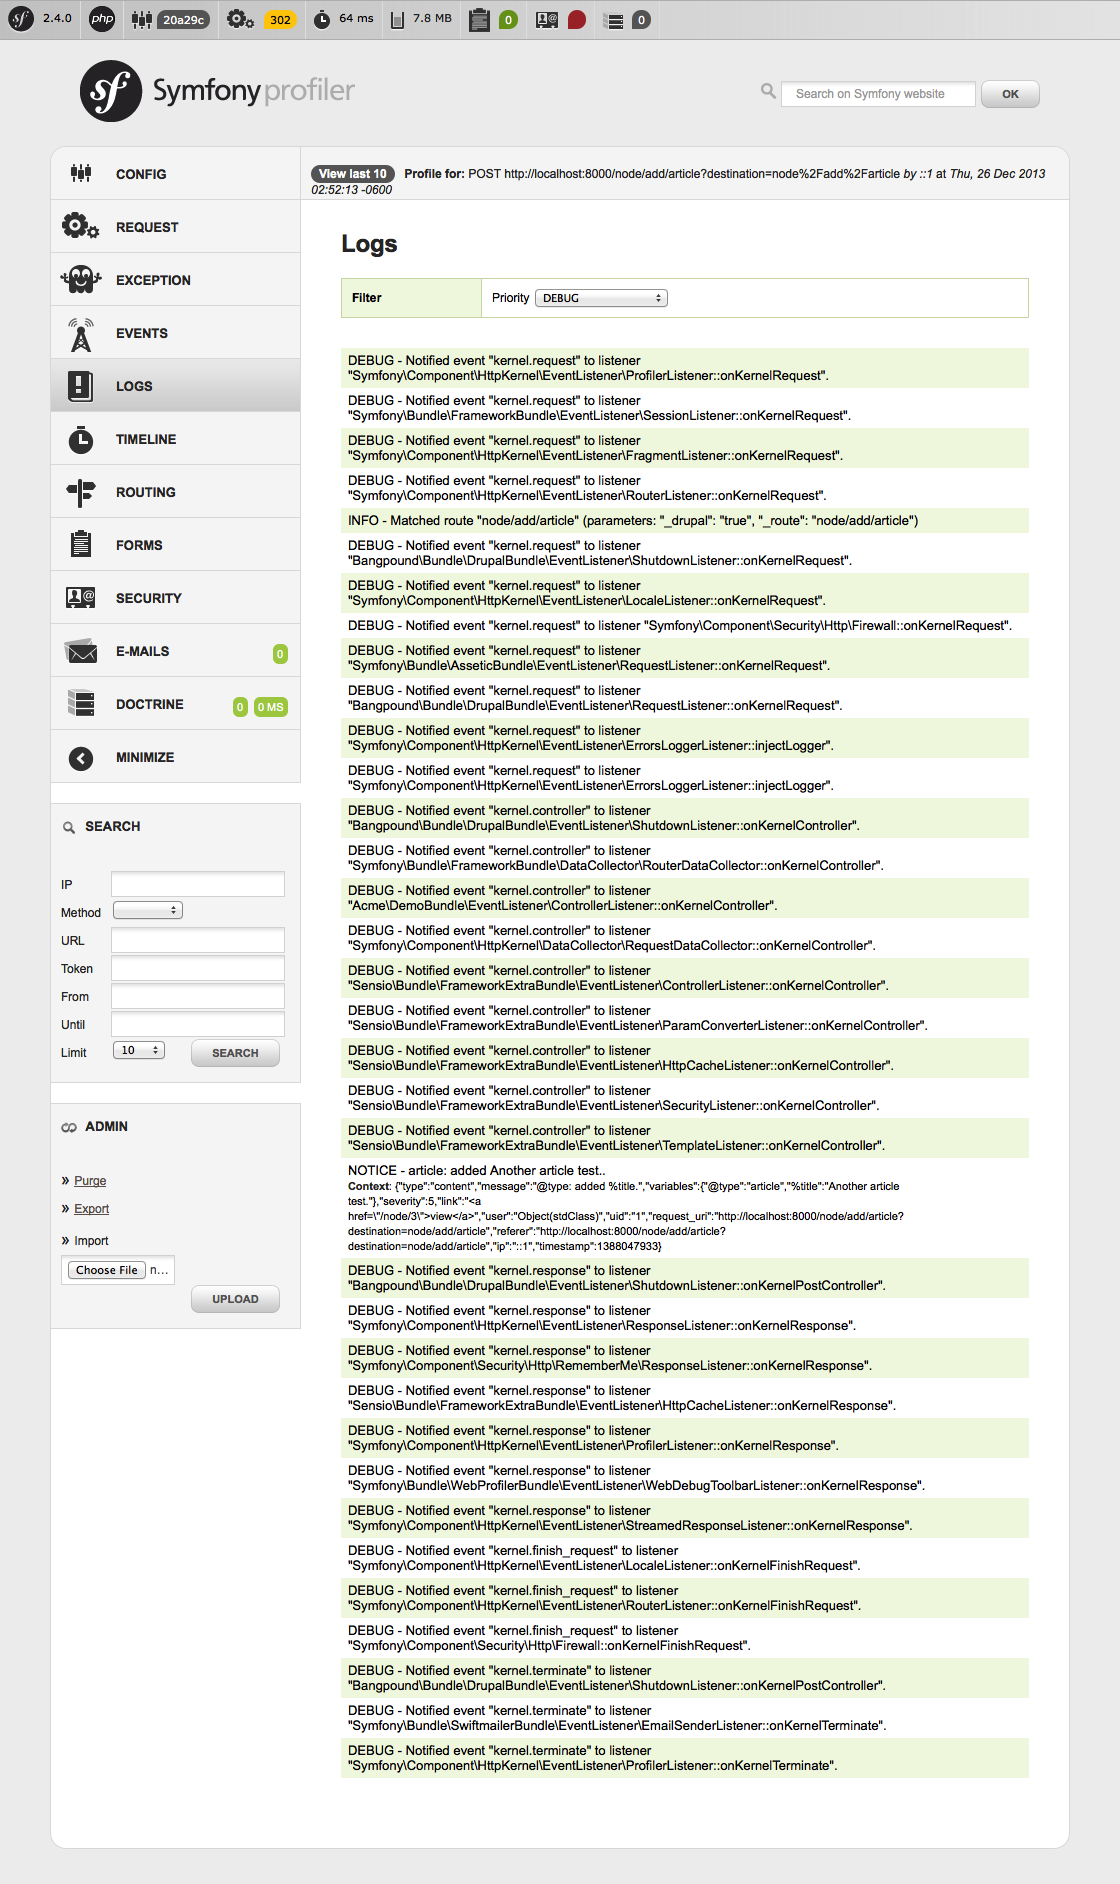 sf 2.4.0 php 20a29c 302 64 ms 7.8 MB 0 0
sf Symfony profiler
Search on Symfony website OK
CONFIG
REQUEST
EXCEPTION
EVENTS
LOGS
TIMELINE
ROUTING
FORMS
SECURITY
E-MAILS 0
DOCTRINE 0 0 MS
MINIMIZE
SEARCH
IP
Method
URL
Token
From
Until
Limit 10 SEARCH
ADMIN
» Purge
» Export
» Import
Choose File n...
UPLOAD
View last 10 Profile for: POST http://localhost:8000/node/add/article?destination=node%2Fadd%2Farticle by ::1 at Thu, 26 Dec 2013
02:52:13 -0600
Logs
Filter Priority DEBUG
DEBUG - Notified event "kernel.request" to listener
"Symfony\Component\HttpKernel\EventListener\ProfilerListener::onKernelRequest".
DEBUG - Notified event "kernel.request" to listener
"Symfony\Bundle\FrameworkBundle\EventListener\SessionListener::onKernelRequest".
DEBUG - Notified event "kernel.request" to listener
"Symfony\Component\HttpKernel\EventListener\FragmentListener::onKernelRequest".
DEBUG - Notified event "kernel.request" to listener
"Symfony\Component\HttpKernel\EventListener\RouterListener::onKernelRequest".
INFO - Matched route "node/add/article" (parameters: "_drupal": "true", "_route": "node/add/article")
DEBUG - Notified event "kernel.request" to listener
"Bangpound\Bundle\DrupalBundle\EventListener\ShutdownListener::onKernelRequest".
DEBUG - Notified event "kernel.request" to listener
"Symfony\Component\HttpKernel\EventListener\LocaleListener::onKernelRequest".
DEBUG - Notified event "kernel.request" to listener "Symfony\Component\Security\Http\Firewall::onKernelRequest".
DEBUG - Notified event "kernel.request" to listener
"Symfony\Bundle\AsseticBundle\EventListener\RequestListener::onKernelRequest".
DEBUG - Notified event "kernel.request" to listener
"Bangpound\Bundle\DrupalBundle\EventListener\RequestListener::onKernelRequest".
DEBUG - Notified event "kernel.request" to listener
"Symfony\Component\HttpKernel\EventListener\ErrorsLoggerListener::injectLogger".
DEBUG - Notified event "kernel.request" to listener
"Symfony\Component\HttpKernel\EventListener\ErrorsLoggerListener::injectLogger".
DEBUG - Notified event "kernel.controller" to listener
"Bangpound\Bundle\DrupalBundle\EventListener\ShutdownListener::onKernelController".
DEBUG - Notified event "kernel.controller" to listener
"Symfony\Bundle\FrameworkBundle\DataCollector\RouterDataCollector::onKernelController".
DEBUG - Notified event "kernel.controller" to listener
"Acme\DemoBundle\EventListener\ControllerListener::onKernelController".
DEBUG - Notified event "kernel.controller" to listener
"Symfony\Component\HttpKernel\DataCollector\RequestDataCollector::onKernelController".
DEBUG - Notified event "kernel.controller" to listener
"Sensio\Bundle\FrameworkExtraBundle\EventListener\ControllerListener::onKernelController".
DEBUG - Notified event "kernel.controller" to listener
"Sensio\Bundle\FrameworkExtraBundle\EventListener\ParamConverterListener::onKernelController".
DEBUG - Notified event "kernel.controller" to listener
"Sensio\Bundle\FrameworkExtraBundle\EventListener\HttpCacheListener::onKernelController".
DEBUG - Notified event "kernel.controller" to listener
"Sensio\Bundle\FrameworkExtraBundle\EventListener\SecurityListener::onKernelController".
DEBUG - Notified event "kernel.controller" to listener
"Sensio\Bundle\FrameworkExtraBundle\EventListener\TemplateListener::onKernelController".
NOTICE - article: added Another article test..
Context: {"type":"content","message":"@type: added %title.","variables":{"@type":"article","%title":"Another article
test."},"severity":5,"link":"<a
href=\"/node/3\">view</a>","user":"Object(stdClass)","uid":"1","request_uri":"http://localhost:8000/node/add/article?
destination=node/add/article","referer":"http://localhost:8000/node/add/article?
destination=node/add/article","ip":"::1","timestamp":1388047933}
DEBUG - Notified event "kernel.response" to listener
"Bangpound\Bundle\DrupalBundle\EventListener\ShutdownListener::onKernelPostController".
DEBUG - Notified event "kernel.response" to listener
"Symfony\Component\HttpKernel\EventListener\ResponseListener::onKernelResponse".
DEBUG - Notified event "kernel.response" to listener
"Symfony\Component\Security\Http\RememberMe\ResponseListener::onKernelResponse".
DEBUG - Notified event "kernel.response" to listener
"Sensio\Bundle\FrameworkExtraBundle\EventListener\HttpCacheListener::onKernelResponse".
DEBUG - Notified event "kernel.response" to listener
"Symfony\Component\HttpKernel\EventListener\ProfilerListener::onKernelResponse".
DEBUG - Notified event "kernel.response" to listener
"Symfony\Bundle\WebProfilerBundle\EventListener\WebDebugToolbarListener::onKernelResponse".
DEBUG - Notified event "kernel.response" to listener
"Symfony\Component\HttpKernel\EventListener\StreamedResponseListener::onKernelResponse".
DEBUG - Notified event "kernel.finish_request" to listener
"Symfony\Component\HttpKernel\EventListener\LocaleListener::onKernelFinishRequest".
DEBUG - Notified event "kernel.finish_request" to listener
"Symfony\Component\HttpKernel\EventListener\RouterListener::onKernelFinishRequest".
DEBUG - Notified event "kernel.finish_request" to listener
"Symfony\Component\Security\Http\Firewall::onKernelFinishRequest".
DEBUG - Notified event "kernel.terminate" to listener
"Bangpound\Bundle\DrupalBundle\EventListener\ShutdownListener::onKernelPostController".
DEBUG - Notified event "kernel.terminate" to listener
"Symfony\Bundle\SwiftmailerBundle\EventListener\EmailSenderListener::onKernelTerminate".
DEBUG - Notified event "kernel.terminate" to listener
"Symfony\Component\HttpKernel\EventListener\ProfilerListener::onKernelTerminate".